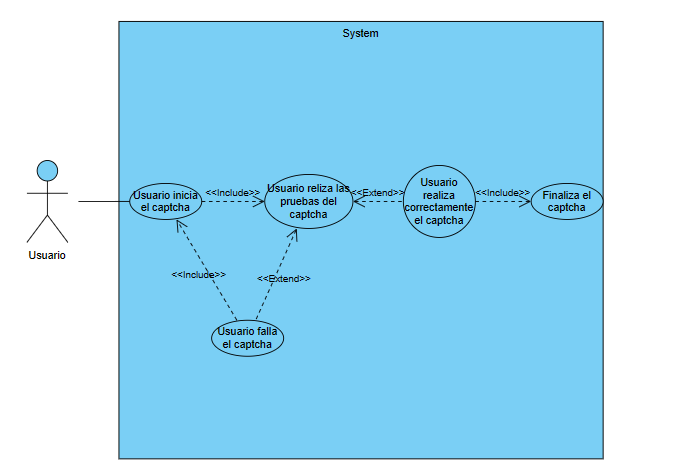 System
Usuario
Usuario inicia
el captcha
<<Include>>
Usuario reliza las
pruebas del
captcha
<<Extend>>
Usuario
realiza
correctamente
el captcha
<<Include>>
Finaliza el
captcha
<<Include>>
<<Extend>>
Usuario falla
el captcha